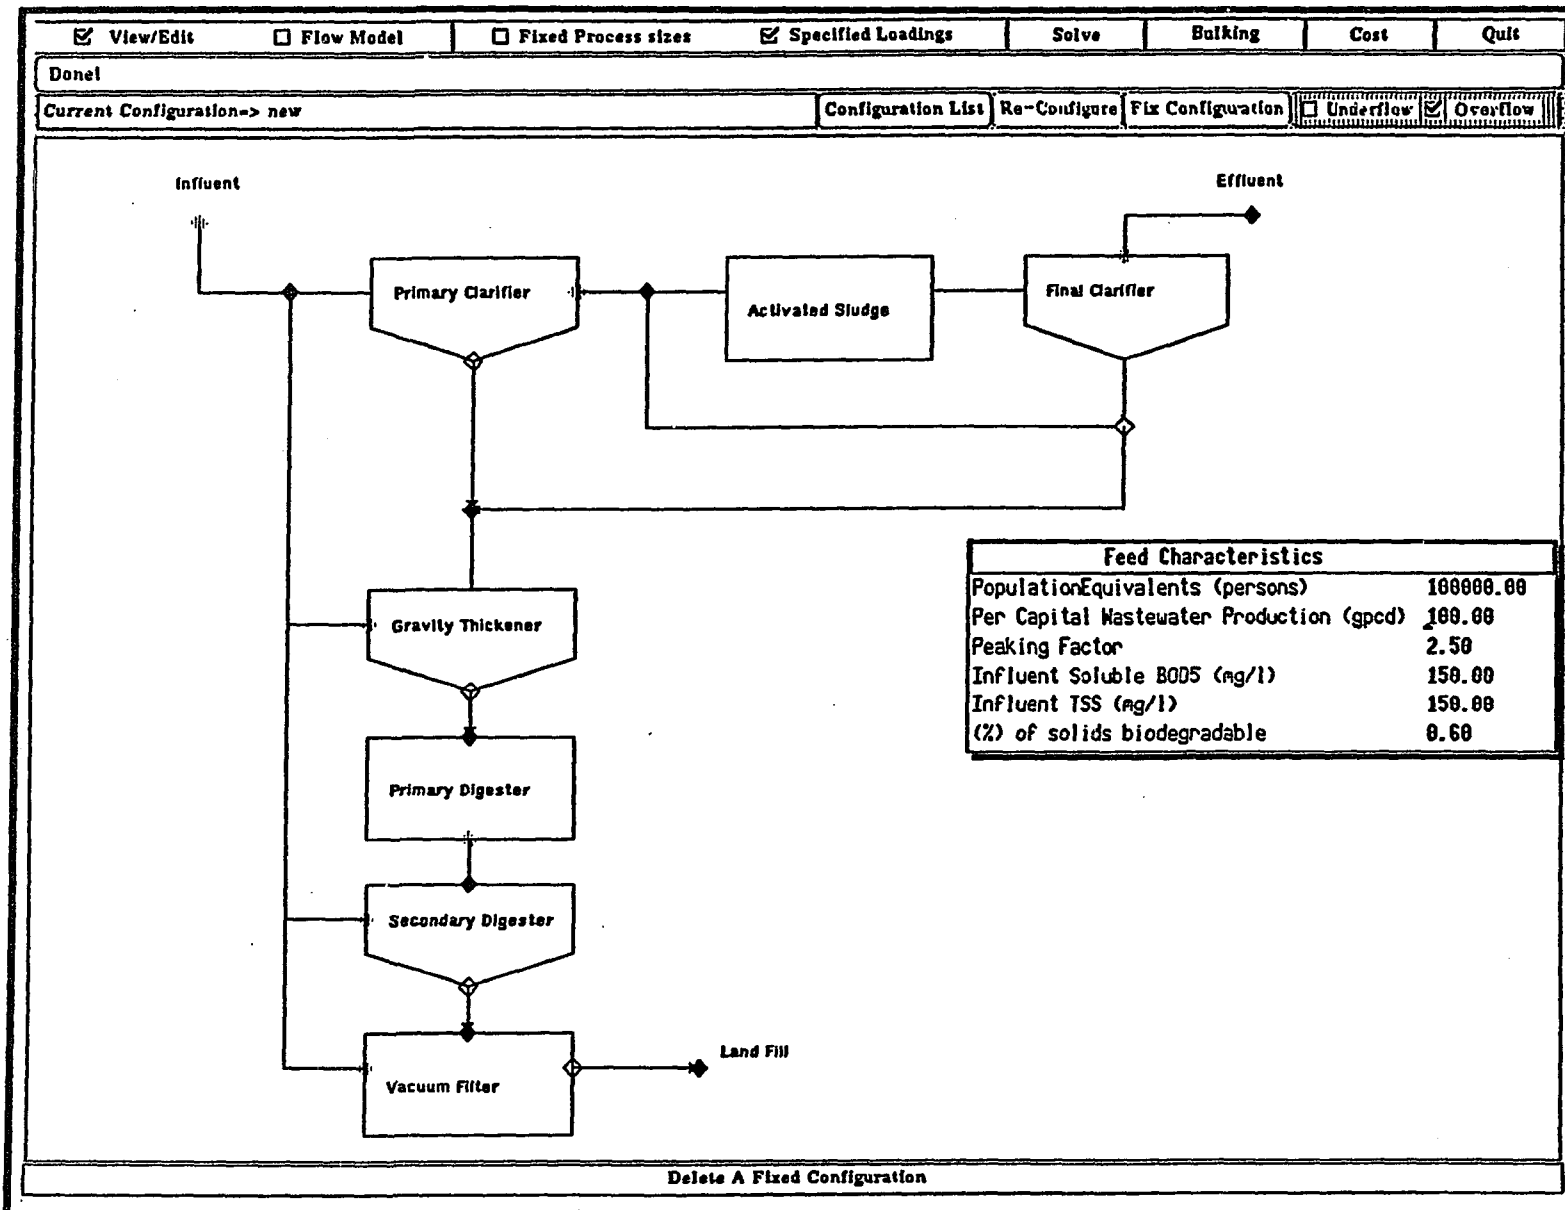 View/Edit Flow Model Fixed Process sizes Specified Loadings Solve Bulking Cost Quit
Done!
Current Configuration=> new Configuration List Re-Configure Fix Configuration Underflow Overflow
Influent
Effluent
Primary Clarifier
Activated Sludge
Final Clarifier
Feed Characteristics
PopulationEquivalents (persons) 100000.00
Per Capital Wastewater Production (gpcd) 100.00
Peaking Factor 2.50
Influent Soluble BOD5 (mg/l) 150.00
Influent TSS (mg/l) 150.00
(%) of solids biodegradable 0.60
Gravity Thickener
Primary Digester
Secondary Digester
Vacuum Filter
Land Fill
Delete A Fixed Configuration